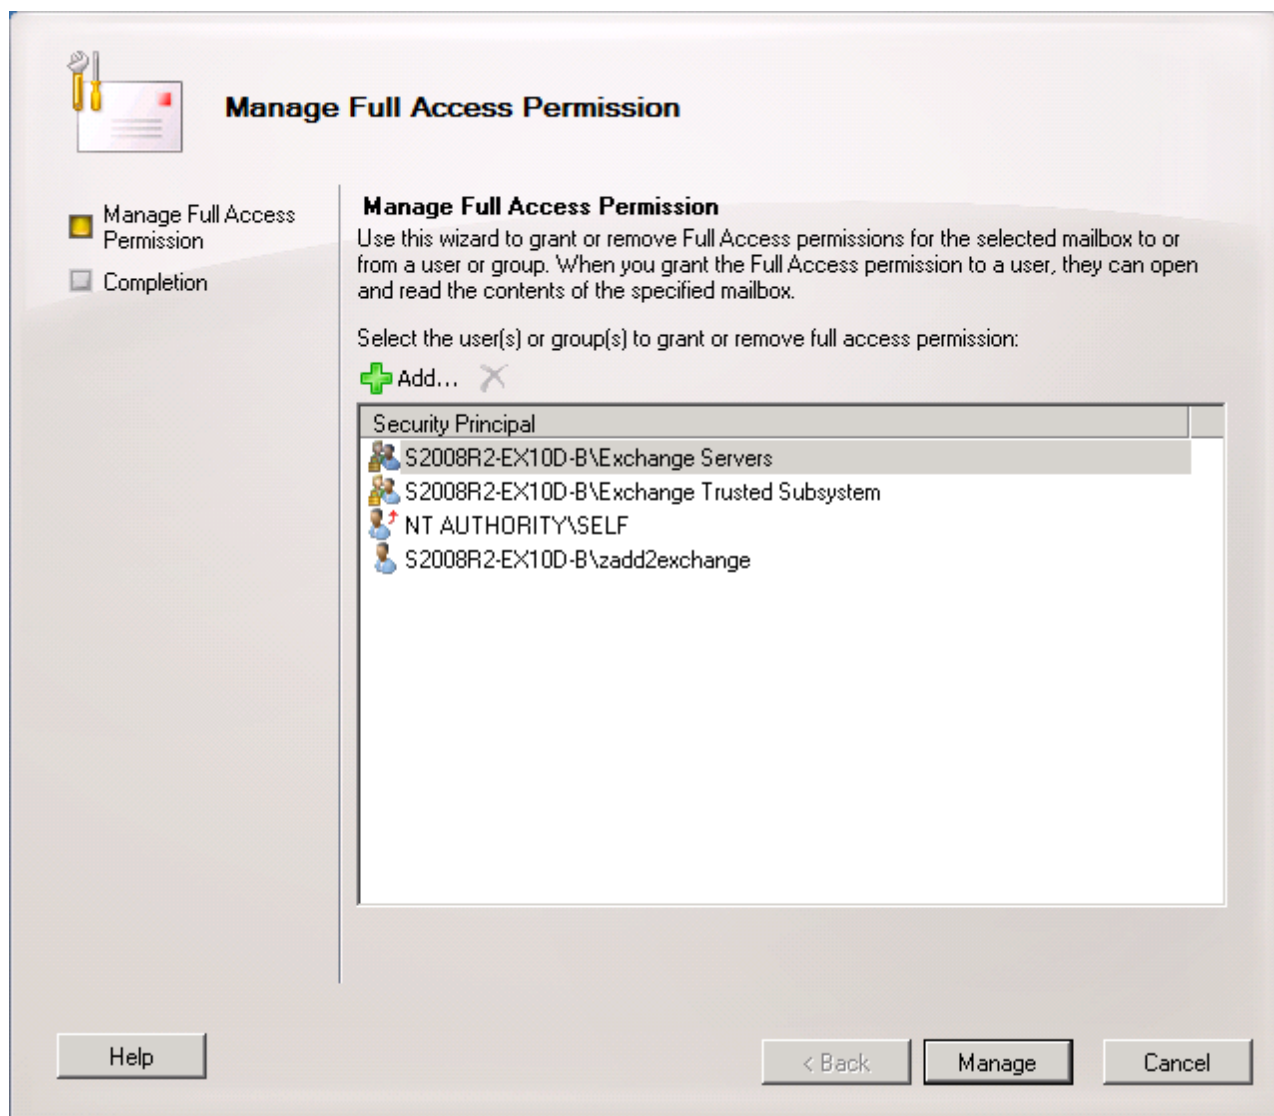 Manage Full Access Permission
Manage Full Access
Permission
Completion
Manage Full Access Permission
Use this wizard to grant or remove Full Access permissions for the selected mailbox to or
from a user or group. When you grant the Full Access permission to a user, they can open
and read the contents of the specified mailbox.
Select the user(s) or group(s) to grant or remove full access permission:
Add...
Security Principal
S2008R2-EX10D-B\Exchange Servers
S2008R2-EX10D-B\Exchange Trusted Subsystem
NT AUTHORITY\SELF
S2008R2-EX10D-B\zadd2exchange
Help
< Back
Manage
Cancel